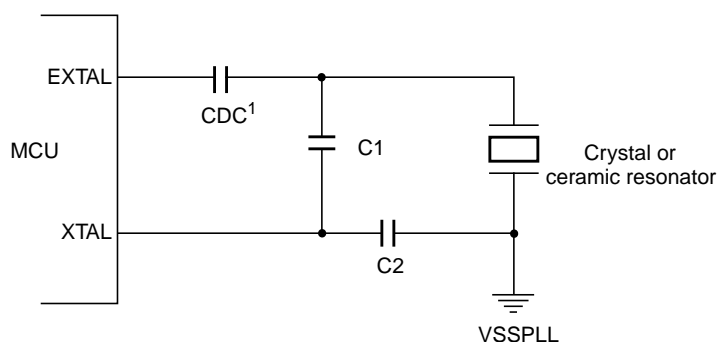 EXTAL
CDC¹
MCU
C1
Crystal or
ceramic resonator
XTAL
C2
VSSPLL